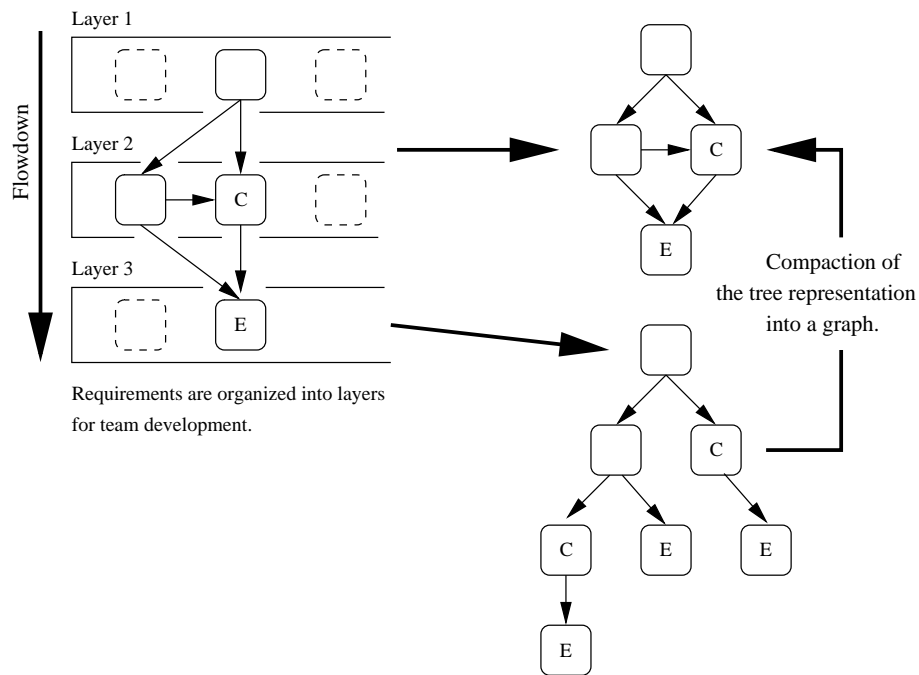 Layer 1
Flowdown
Layer 2
C
Layer 3
E
Requirements are organized into layers
for team development.
C
E
Compaction of
the tree representation
into a graph.
C
C
E
E
E